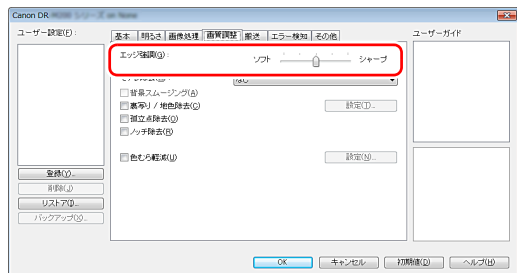 Canon DR
ユーザー設定(F):
基本 明るさ 画像処理 画質調整 搬送 エラー検知 その他
ユーザーガイド
エッジ強調(G):
ソフト シャープ
なし
背景スムージング(A)
裏写り / 地色除去(C)
設定(T)...
孤立点除去(O)
ノッチ除去(R)
色むら軽減(U)
設定(N)...
登録(Y)...
削除(J)
リストア(I)...
バックアップ(X)...
OK キャンセル 初期値(D) ヘルプ(H)